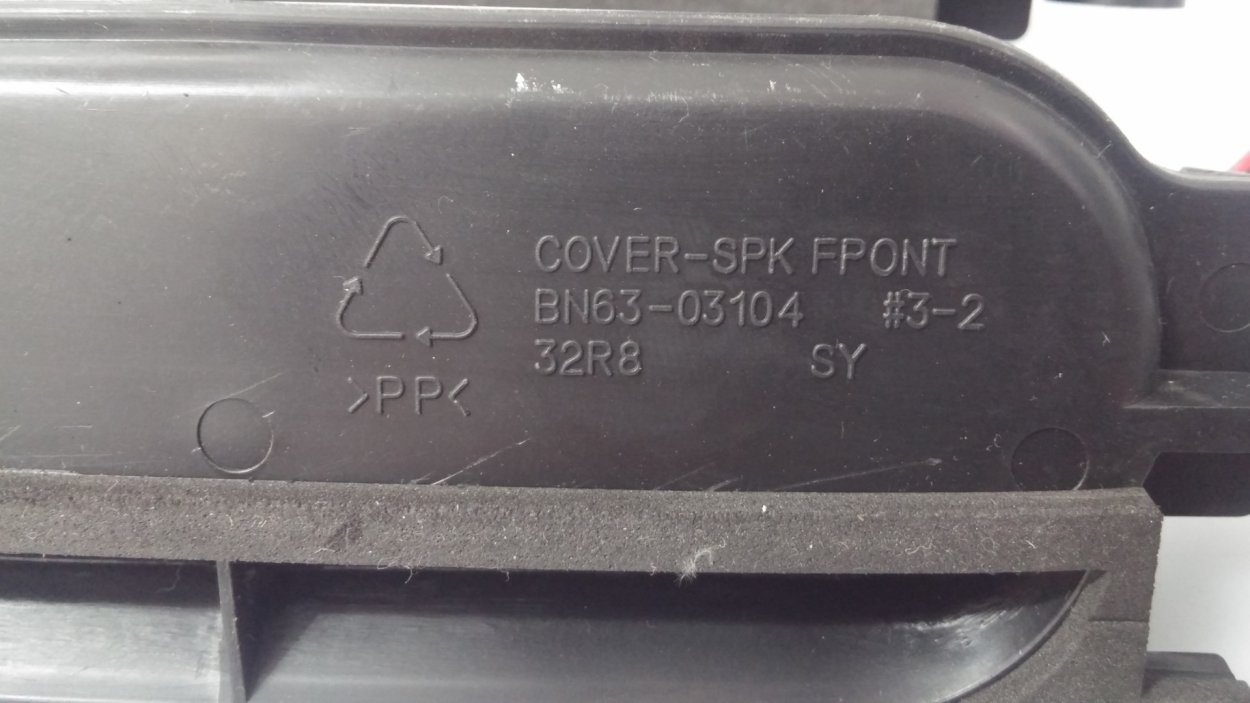 COVER-SPK FPONT
BN63-03104 #3-2
32R8 SY
>PP<